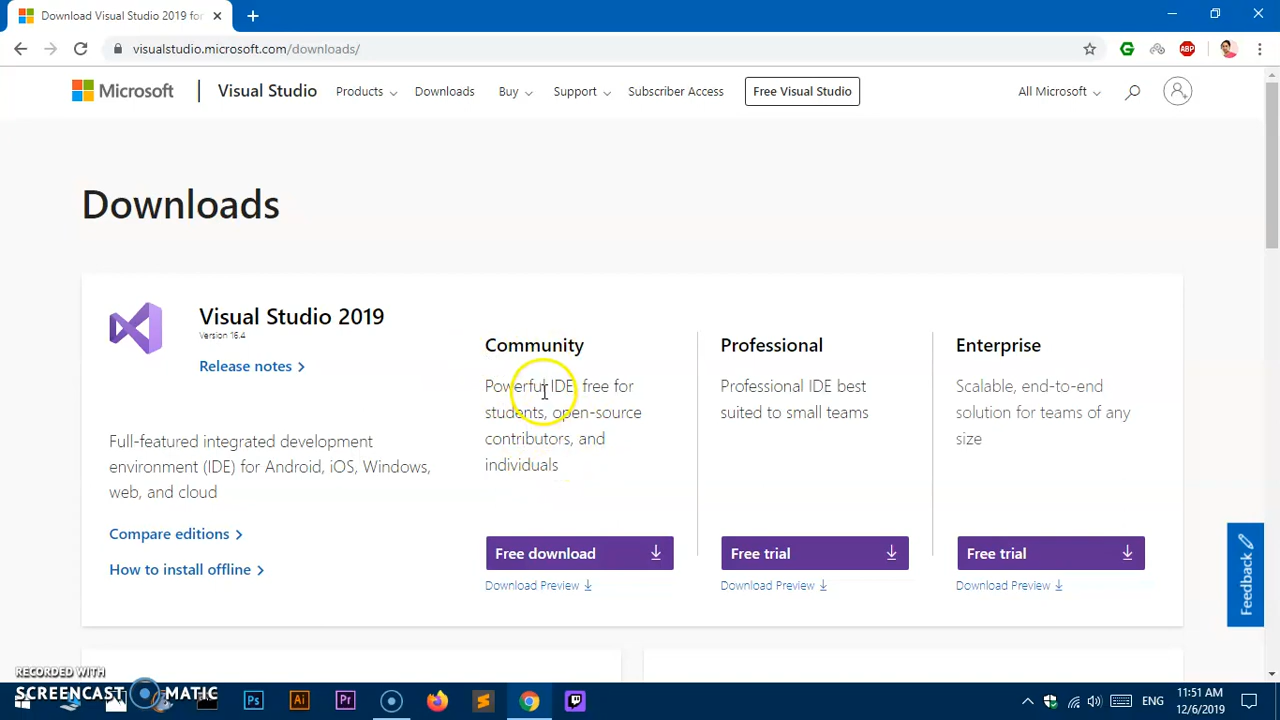 Download Visual Studio 2019 for
visualstudio.microsoft.com/downloads/
ABP
Microsoft
Visual Studio
Products
Downloads
Buy
Support
Subscriber Access
Free Visual Studio
All Microsoft
Downloads
Visual Studio 2019
Version 16.4
Release notes
Full-featured integrated development
environment (IDE) for Android, iOS, Windows,
web, and cloud
Compare editions
How to install offline
Community
Powerful IDE, free for
students, open-source
contributors, and
individuals
Free download
Download Preview
Professional
Professional IDE best
suited to small teams
Free trial
Download Preview
Enterprise
Scalable, end-to-end
solution for teams of any
size
Free trial
Download Preview
Feedback
RECORDED WITH
SCREENCAST MATIC
Ps
Ai
Pr
ENG
11:51 AM
12/6/2019